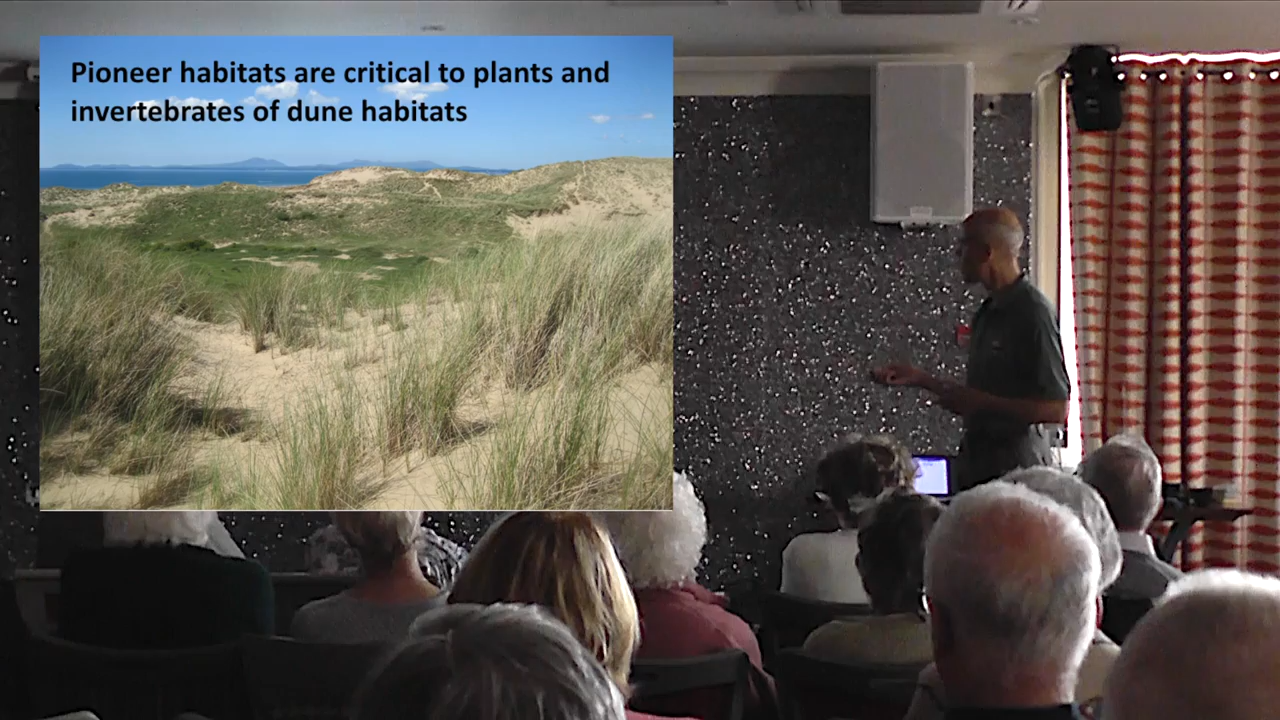 Pioneer habitats are critical to plants and
invertebrates of dune habitats